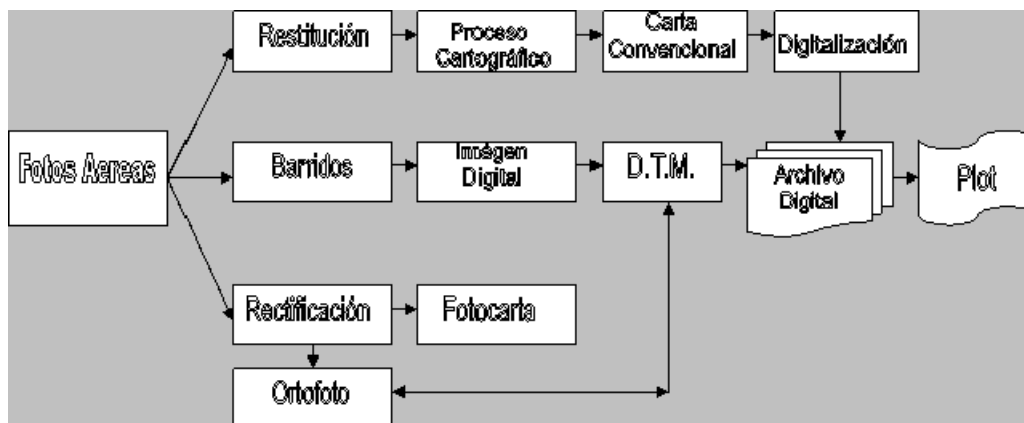 Restitución
Proceso
Cartográfico
Carta
Convencional
Digitalización
Fotos Aereas
Barridos
Imágen
Digital
D.T.M.
Archivo
Digital
Plot
Rectificación
Fotocarta
Ortofoto